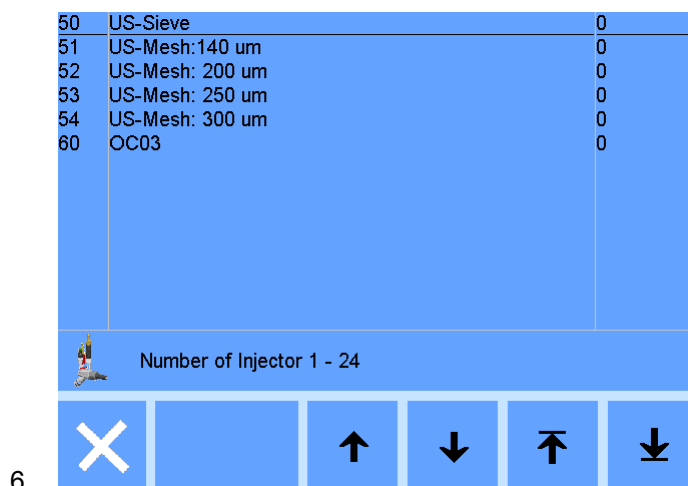 50 US-Sieve 0
51 US-Mesh:140 um 0
52 US-Mesh: 200 um 0
53 US-Mesh: 250 um 0
54 US-Mesh: 300 um 0
60 OC03 0
Number of Injector 1 - 24
6